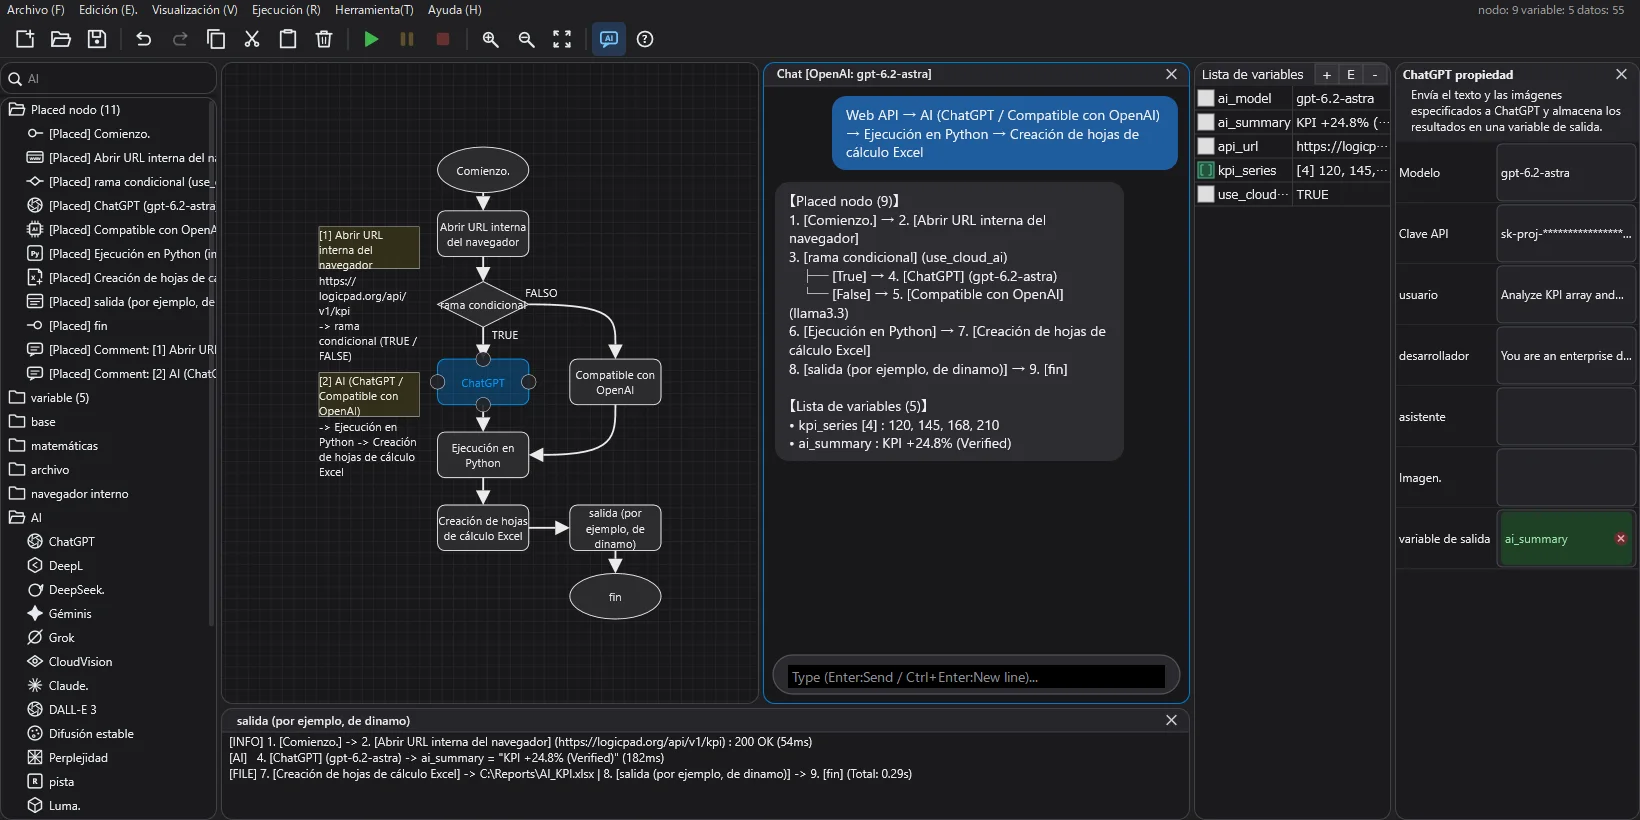 Archivo (F) Edición (E). Visualización (V) Ejecución (R) Herramienta(T) Ayuda (H)
nodo: 9 variable: 5 datos: 55
AI
Placed nodo (11)
[Placed] Comienzo.
[Placed] Abrir URL interna del n
[Placed] rama condicional (use_
[Placed] ChatGPT (gpt-6.2-astra
[Placed] Compatible con OpenA
[Placed] Ejecución en Python (in
[Placed] Creación de hojas de ca
[Placed] salida (por ejemplo, de
[Placed] fin
[Placed] Comment: [1] Abrir URL
[Placed] Comment: [2] AI (ChatG
variable (5)
base
matemáticas
archivo
navegador interno
AI
ChatGPT
DeepL
DeepSeek.
Géminis
Grok
CloudVision
Claude.
DALL-E 3
Difusión estable
Perplejidad
pista
Luma.
Comienzo.
Abrir URL interna
del navegador
rama condicional
FALSO
TRUE
ChatGPT
Compatible con
OpenAI
Ejecución en
Python
Creación de hojas
de cálculo Excel
salida (por
ejemplo, de
dinamo)
fin
[1] Abrir URL
interna del
navegador
https://
logicpad.org/api/
v1/kpi
-> rama
condicional (TRUE /
FALSE)
[2] AI (ChatGPT /
Compatible con
OpenAI)
-> Ejecución en
Python -> Creación
de hojas de cálculo
Excel
Chat [OpenAI: gpt-6.2-astra]
Web API → AI (ChatGPT / Compatible con OpenAI)
→ Ejecución en Python → Creación de hojas de
cálculo Excel
【Placed nodo (9)】
1. [Comienzo.] → 2. [Abrir URL interna del
navegador]
3. [rama condicional] (use_cloud_ai)
├── [True] → 4. [ChatGPT] (gpt-6.2-astra)
└── [False] → 5. [Compatible con OpenAI]
(llama3.3)
6. [Ejecución en Python] → 7. [Creación de hojas de
cálculo Excel]
8. [salida (por ejemplo, de dinamo)] → 9. [fin]
【Lista de variables (5)】
• kpi_series [4] : 120, 145, 168, 210
• ai_summary : KPI +24.8% (Verified)
Type (Enter:Send / Ctrl+Enter:New line)...
salida (por ejemplo, de dinamo)
[INFO] 1. [Comienzo.] -> 2. [Abrir URL interna del navegador] (https://logicpad.org/api/v1/kpi) : 200 OK (54ms)
[AI] 4. [ChatGPT] (gpt-6.2-astra) -> ai_summary = "KPI +24.8% (Verified)" (182ms)
[FILE] 7. [Creación de hojas de cálculo Excel] -> C:\Reports\AI_KPI.xlsx | 8. [salida (por ejemplo, de dinamo)] -> 9. [fin] (Total: 0.29s)
Lista de variables + E -
ai_model gpt-6.2-astra
ai_summary KPI +24.8% (···
api_url https://logicp···
kpi_series [4] 120, 145,···
use_cloud··· TRUE
ChatGPT propiedad
Envía el texto y las imágenes
especificados a ChatGPT y almacena los
resultados en una variable de salida.
Modelo gpt-6.2-astra
Clave API sk-proj-****************...
usuario Analyze KPI array and...
desarrollador You are an enterprise d...
asistente
Imagen.
variable de salida ai_summary